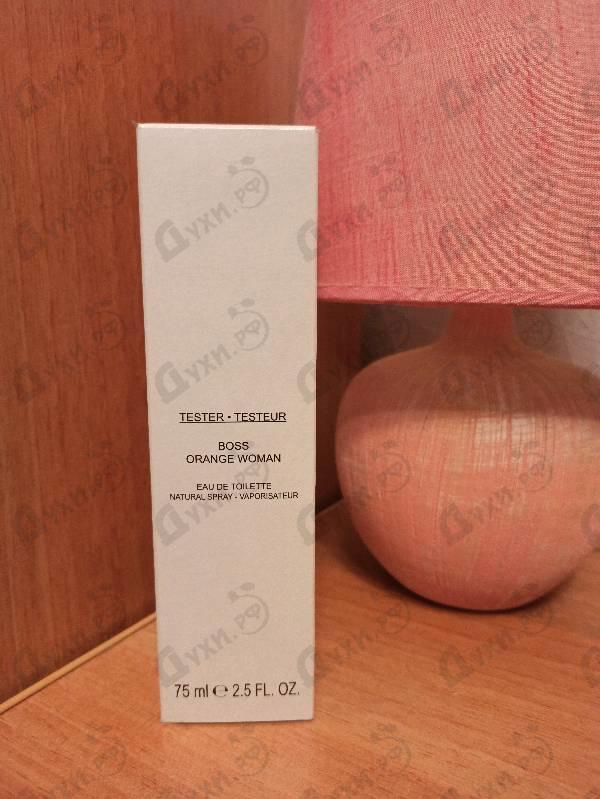 TESTER • TESTEUR
BOSS
ORANGE WOMAN
EAU DE TOILETTE
NATURAL SPRAY - VAPORISATEUR
75 ml ℮ 2.5 FL. OZ.
Духи.рф